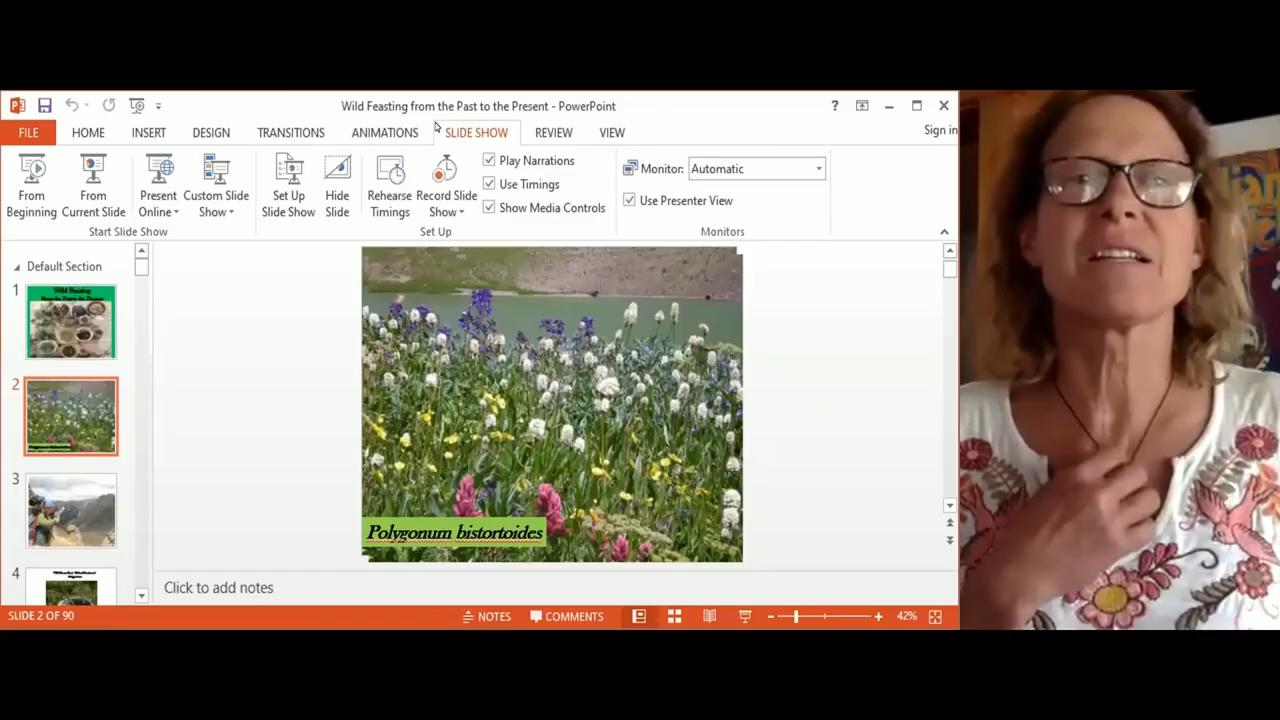 Wild Feasting from the Past to the Present - PowerPoint
?
FILE HOME INSERT DESIGN TRANSITIONS ANIMATIONS SLIDE SHOW REVIEW VIEW Sign in
From Beginning
From Current Slide
Present Online
Custom Slide Show
Start Slide Show
Set Up Slide Show
Hide Slide
Rehearse Timings
Record Slide Show
Play Narrations
Use Timings
Show Media Controls
Set Up
Monitor: Automatic
Use Presenter View
Monitors
Default Section
1
Wild Feasting
2
3
4
Polygonum bistortoides
Click to add notes
SLIDE 2 OF 90 NOTES COMMENTS 42%